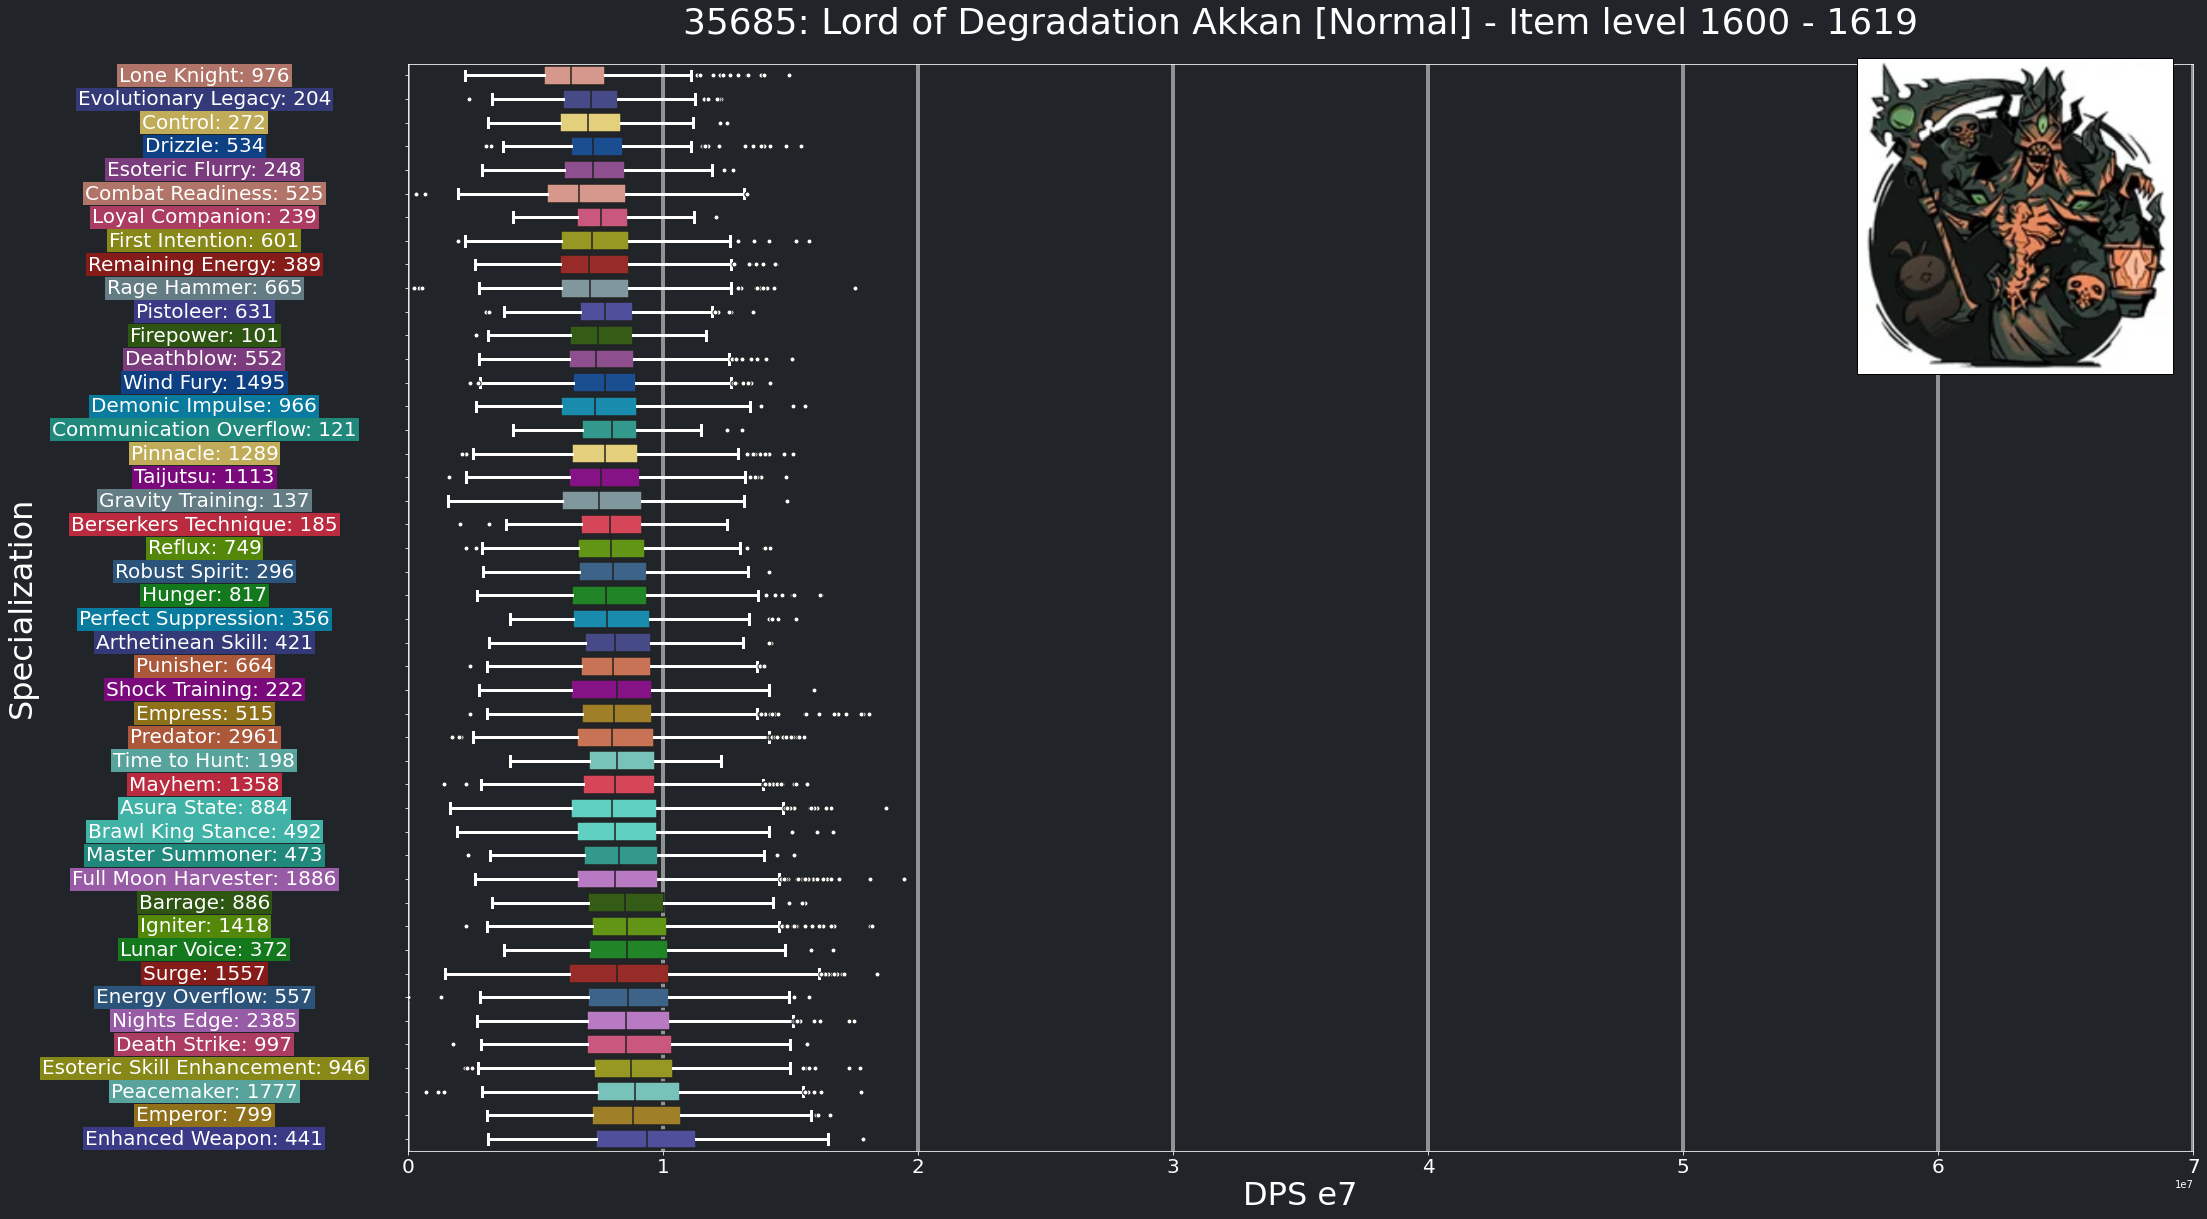 35685: Lord of Degradation Akkan [Normal] - Item level 1600 - 1619
Lone Knight: 976
Evolutionary Legacy: 204
Control: 272
Drizzle: 534
Esoteric Flurry: 248
Combat Readiness: 525
Loyal Companion: 239
First Intention: 601
Remaining Energy: 389
Rage Hammer: 665
Pistoleer: 631
Firepower: 101
Deathblow: 552
Wind Fury: 1495
Demonic Impulse: 966
Communication Overflow: 121
Pinnacle: 1289
Taijutsu: 1113
Gravity Training: 137
Berserkers Technique: 185
Reflux: 749
Robust Spirit: 296
Hunger: 817
Perfect Suppression: 356
Arthetinean Skill: 421
Punisher: 664
Shock Training: 222
Empress: 515
Predator: 2961
Time to Hunt: 198
Mayhem: 1358
Asura State: 884
Brawl King Stance: 492
Master Summoner: 473
Full Moon Harvester: 1886
Barrage: 886
Igniter: 1418
Lunar Voice: 372
Surge: 1557
Energy Overflow: 557
Nights Edge: 2385
Death Strike: 997
Esoteric Skill Enhancement: 946
Peacemaker: 1777
Emperor: 799
Enhanced Weapon: 441
Specialization
0 1 2 3 4 5 6 7
1e7
DPS e7